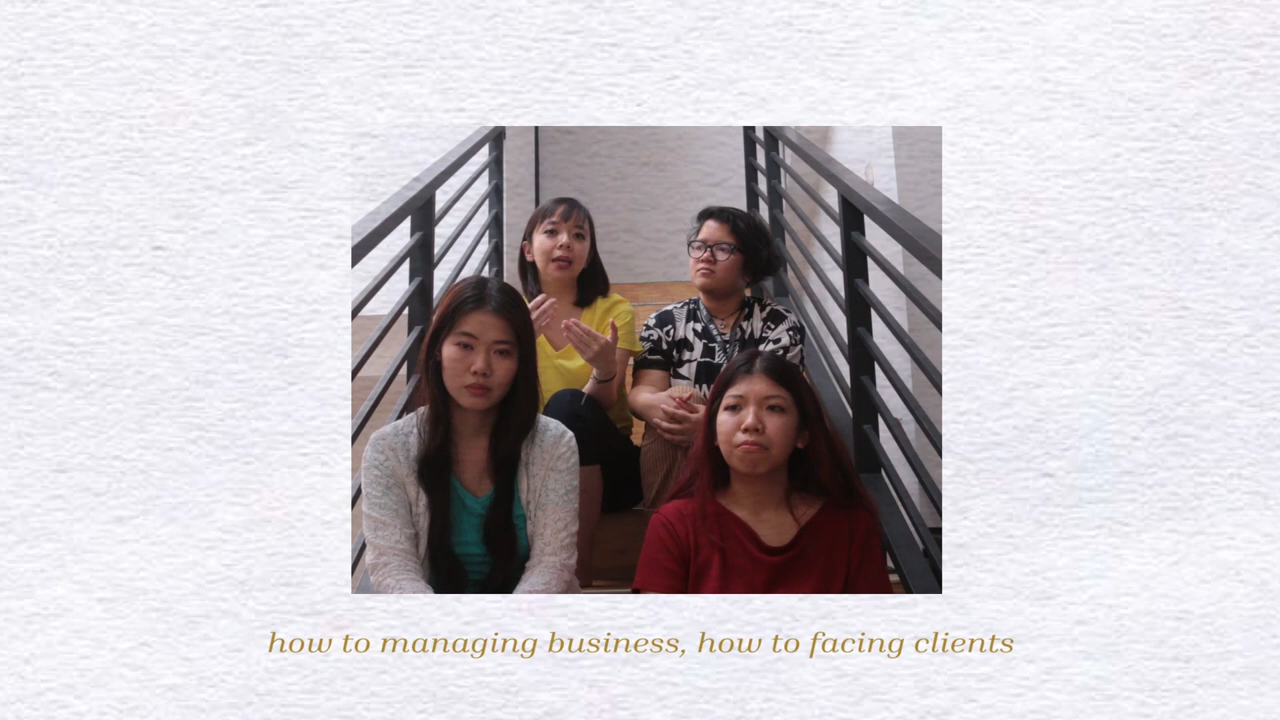 how to managing business, how to facing clients